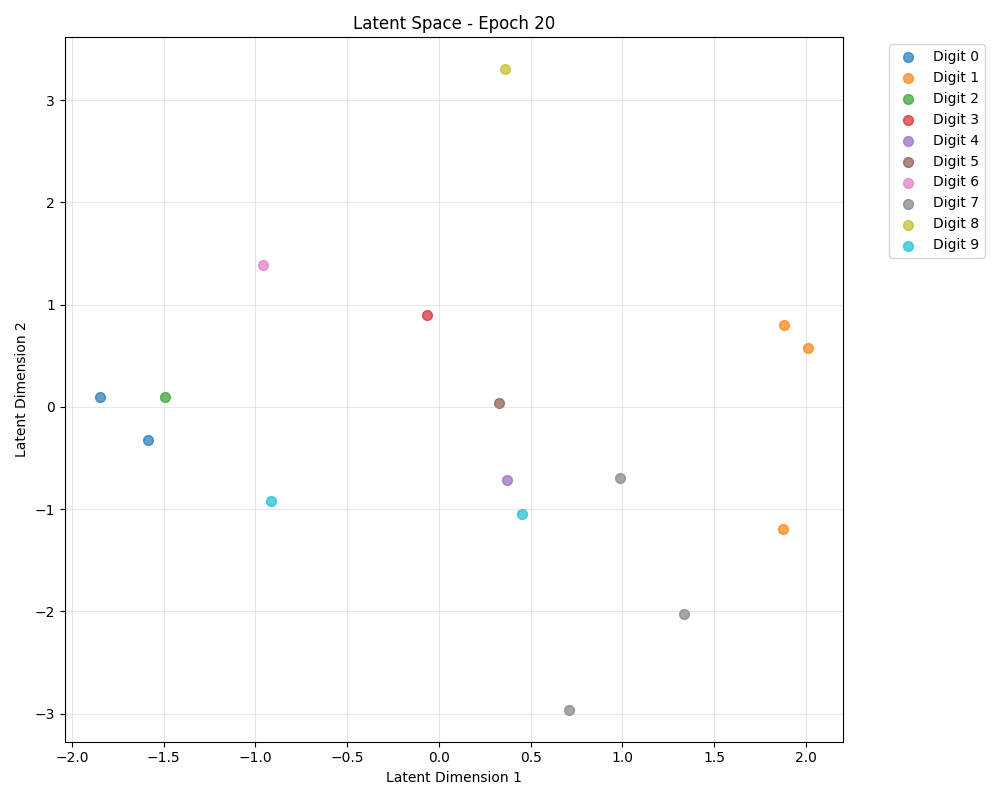 Latent Space - Epoch 20
Digit 0
Digit 1
Digit 2
Digit 3
Digit 4
Digit 5
Digit 6
Digit 7
Digit 8
Digit 9
Latent Dimension 2
3
2
1
0
−1
−2
−3
−2.0 −1.5 −1.0 −0.5 0.0 0.5 1.0 1.5 2.0
Latent Dimension 1